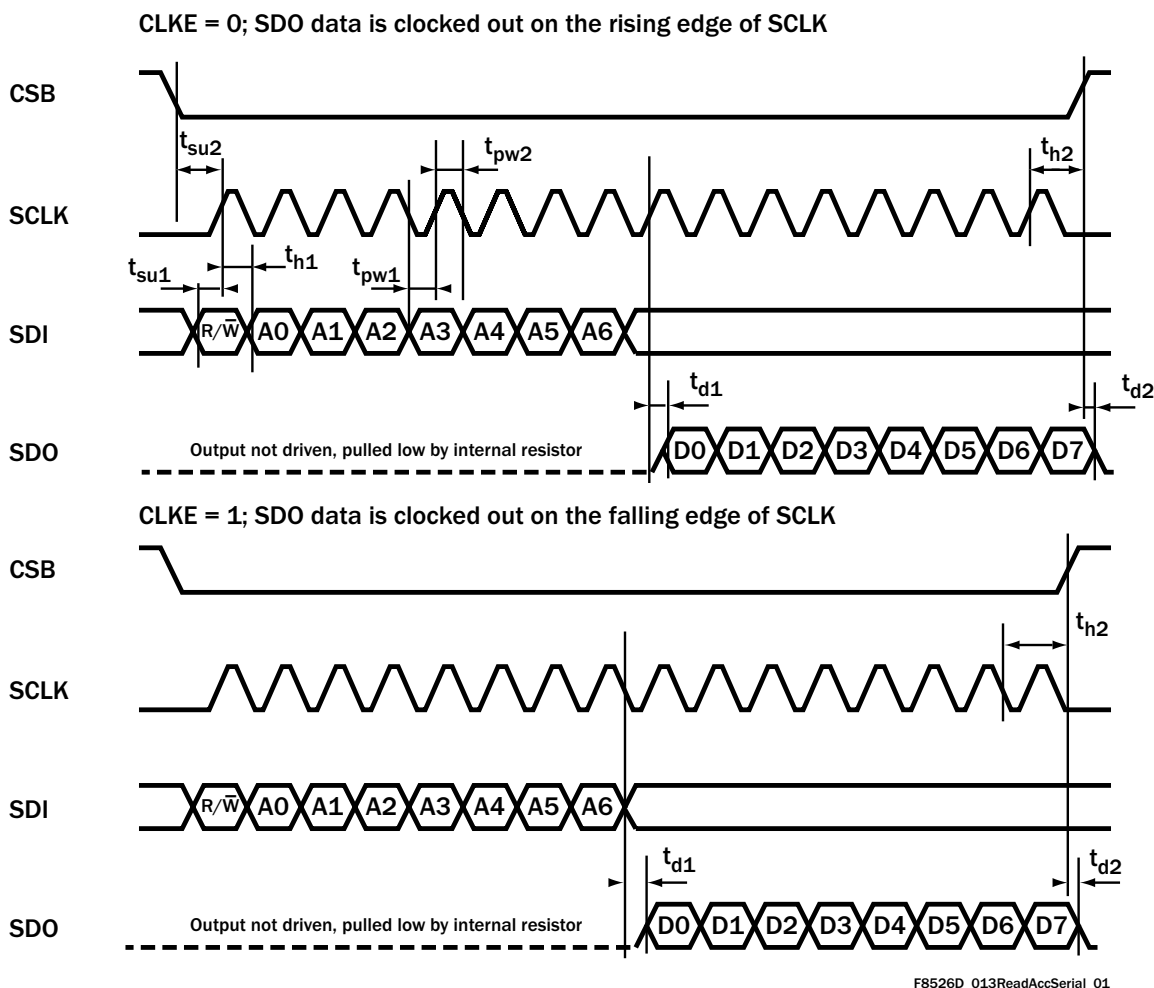 CLKE = 0; SDO data is clocked out on the rising edge of SCLK
CSB
tsu2
tpw2
th2
SCLK
tsu1
th1
tpw1
SDI
R/W̅ A0 A1 A2 A3 A4 A5 A6
td1
td2
SDO
Output not driven, pulled low by internal resistor
D0 D1 D2 D3 D4 D5 D6 D7
CLKE = 1; SDO data is clocked out on the falling edge of SCLK
CSB
th2
SCLK
SDI
R/W̅ A0 A1 A2 A3 A4 A5 A6
td1
td2
SDO
Output not driven, pulled low by internal resistor
D0 D1 D2 D3 D4 D5 D6 D7
F8526D_013ReadAccSerial_01